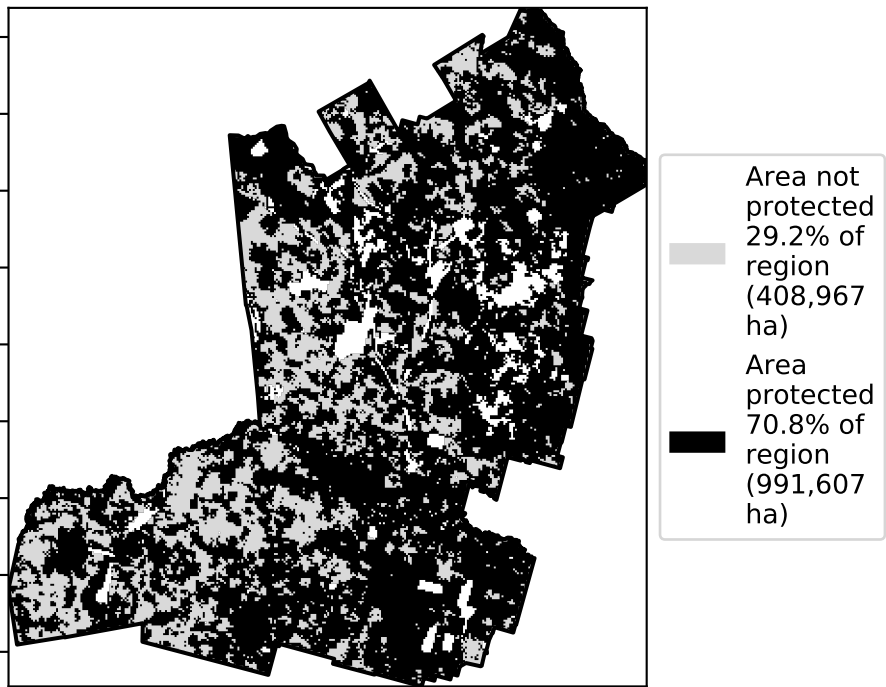 Area not
protected
29.2% of
region
(408,967
ha)
Area
protected
70.8% of
region
(991,607
ha)